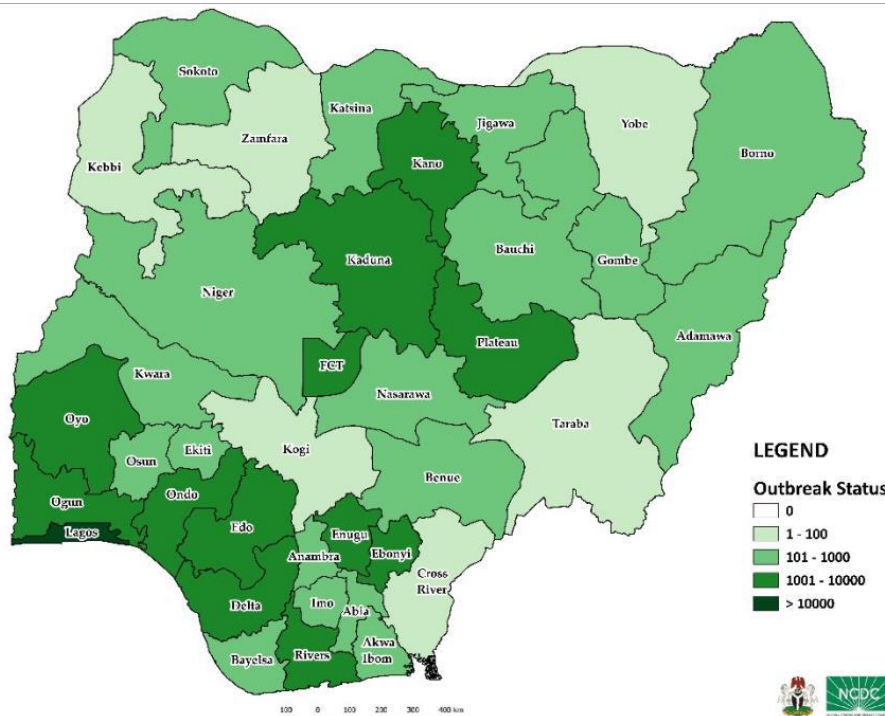 Sokoto
Katsina
Jigawa
Yobe
Zamfara
Kano
Borno
Kebbi
Bauchi
Gombe
Kaduna
Niger
Plateau
Adamawa
FCT
Kwara
Nasarawa
Oyo
Taraba
Kogi
Ekiti
Osun
Benue
LEGEND
Outbreak Status
0
1 - 100
101 - 1000
1001 - 10000
> 10000
Ogun
Ondo
Edo
Lagos
Enugu
Ebonyi
Anambra
Cross
River
Delta
Imo
Abia
Akwa
Ibom
Bayelsa
Rivers
100 0 100 200 300 400 km
NCDC